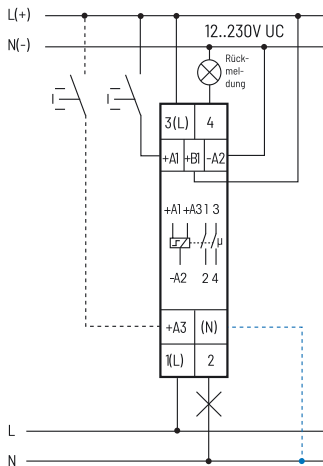 L(+)
12..230V UC
N(-)
Rück-
mel-
dung
3(L) 4
+A1 +B1 -A2
+A1 +A3 1 3
μ
-A2 2 4
+A3 (N)
1(L) 2
L
N